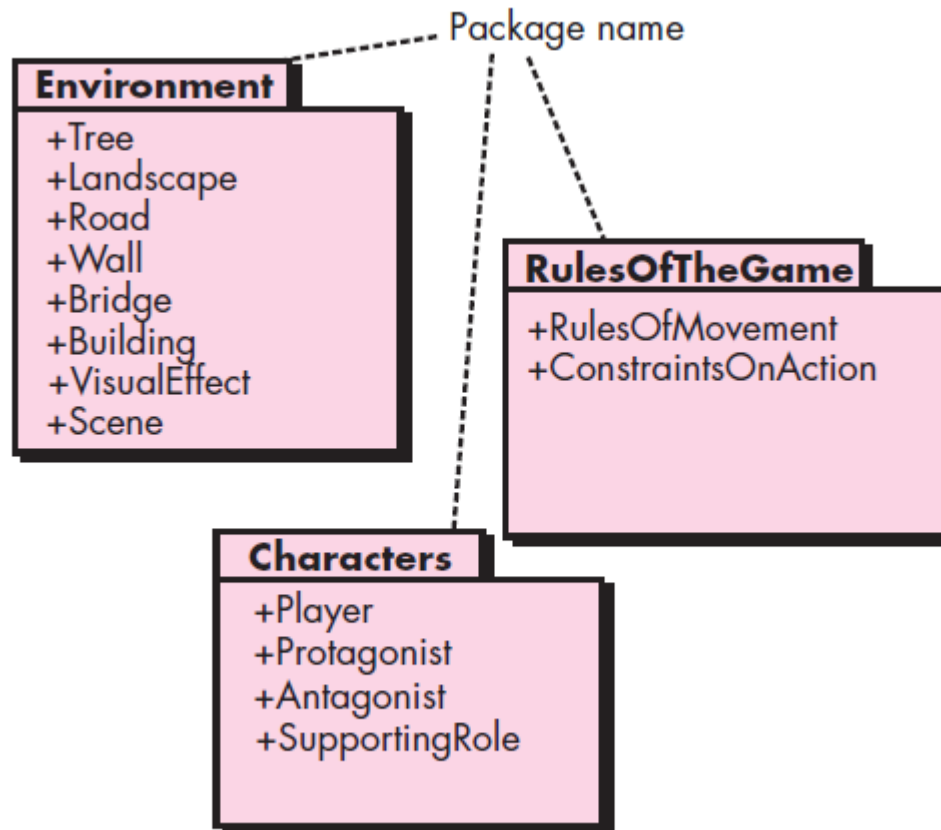 Package name
Environment
+Tree
+Landscape
+Road
+Wall
+Bridge
+Building
+VisualEffect
+Scene
RulesOfTheGame
+RulesOfMovement
+ConstraintsOnAction
Characters
+Player
+Protagonist
+Antagonist
+SupportingRole